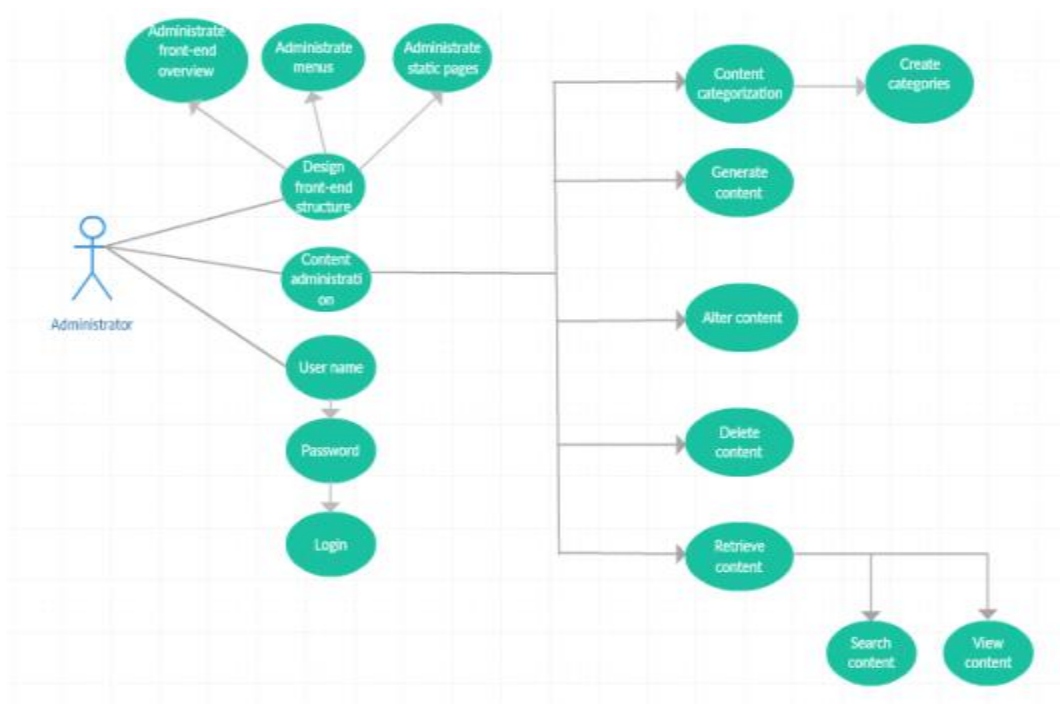 Administrate
front-end
overview
Administrate
menus
Administrate
static pages
Content
categorization
Create
categories
Design
front-end
structure
Generate
content
Content
administrati
on
Administrator
Alter content
User name
Password
Delete
content
Login
Retrieve
content
Search
content
View
content